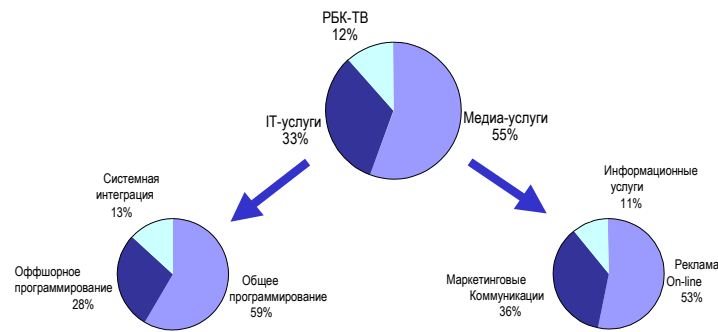 РБК-ТВ
12%
IT-услуги
33%
Медиа-услуги
55%
Системная
интеграция
13%
Оффшорное
программирование
28%
Общее
программирование
59%
Информационные
услуги
11%
Маркетинговые
Коммуникации
36%
Реклама
On-line
53%